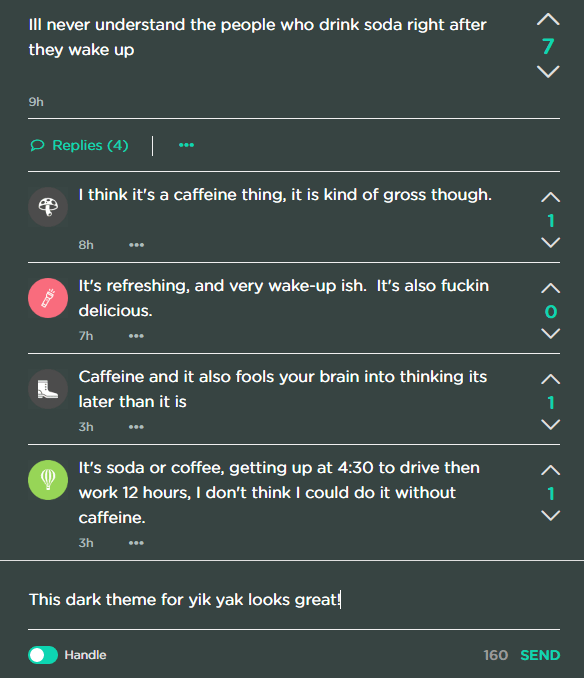 Ill never understand the people who drink soda right after
they wake up
7
9h
Replies (4)
I think it's a caffeine thing, it is kind of gross though.
1
8h
It's refreshing, and very wake-up ish.  It's also fuckin
delicious.
0
7h
Caffeine and it also fools your brain into thinking its
later than it is
1
3h
It's soda or coffee, getting up at 4:30 to drive then
work 12 hours, I don't think I could do it without
caffeine.
1
3h
This dark theme for yik yak looks great!
Handle
160 SEND